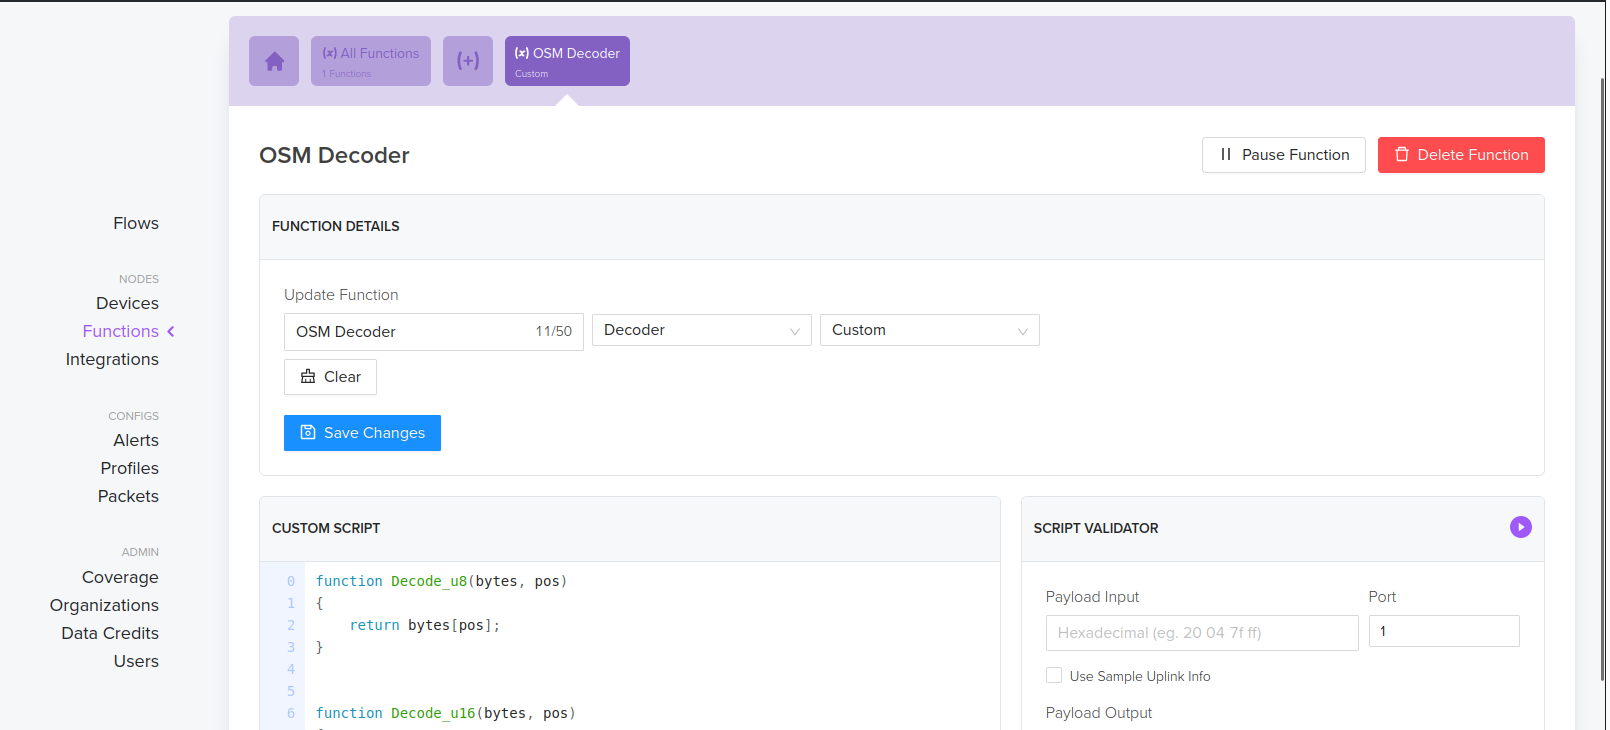 (x) All Functions
1 Functions
(+)
(x) OSM Decoder
Custom
OSM Decoder
Pause Function
Delete Function
Flows
NODES
Devices
Functions
Integrations
CONFIGS
Alerts
Profiles
Packets
ADMIN
Coverage
Organizations
Data Credits
Users
FUNCTION DETAILS
Update Function
OSM Decoder 11/50
Decoder
Custom
Clear
Save Changes
CUSTOM SCRIPT
0 function Decode_u8(bytes, pos)
1 {
2     return bytes[pos];
3 }
4
5
6 function Decode_u16(bytes, pos)
SCRIPT VALIDATOR
Payload Input
Port
Hexadecimal (eg. 20 04 7f ff)
1
Use Sample Uplink Info
Payload Output